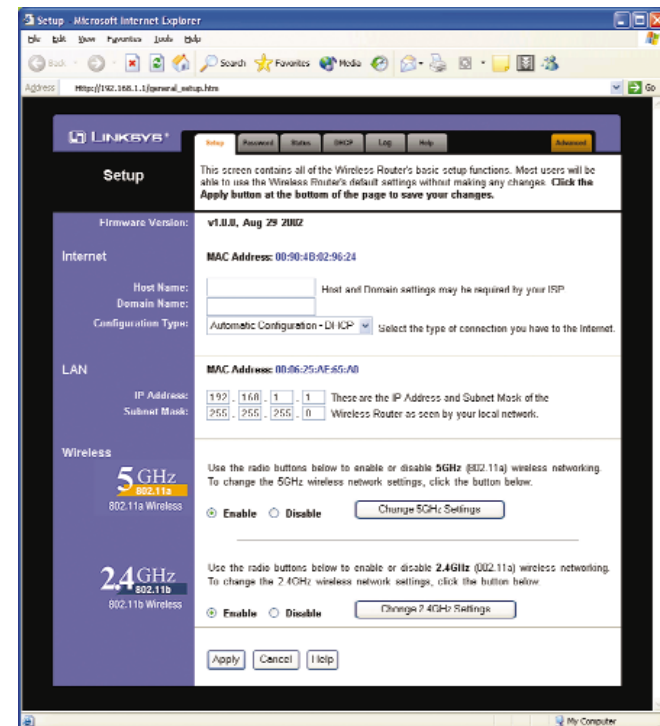 Setup - Microsoft Internet Explorer
File Edit View Favorites Tools Help
Back Search Favorites Media
Address http://192.168.1.1/general_setup.htm Go
LINKSYS®
Setup Password Status DHCP Log Help Advanced
Setup
This screen contains all of the Wireless Router's basic setup functions. Most users will be
able to use the Wireless Router's default settings without making any changes. Click the
Apply button at the bottom of the page to save your changes.
Firmware Version: v1.0.0, Aug 29 2002
Internet
MAC Address: 00:90:4B:02:96:24
Host Name: Host and Domain settings may be required by your ISP
Domain Name:
Configuration Type: Automatic Configuration - DHCP Select the type of connection you have to the Internet.
LAN
MAC Address: 00:06:25:AE:65:A0
IP Address: 192 . 168 . 1 . 1 These are the IP Address and Subnet Mask of the
Subnet Mask: 255 . 255 . 255 . 0 Wireless Router as seen by your local network.
Wireless
5 GHz
802.11a
802.11a Wireless
Use the radio buttons below to enable or disable 5GHz (802.11a) wireless networking.
To change the 5GHz wireless network settings, click the button below.
Enable Disable Change 5GHz Settings
2.4 GHz
802.11b
802.11b Wireless
Use the radio buttons below to enable or disable 2.4GHz (802.11a) wireless networking.
To change the 2.4GHz wireless network settings, click the button below
Enable Disable Change 2.4GHz Settings
Apply Cancel Help
My Computer